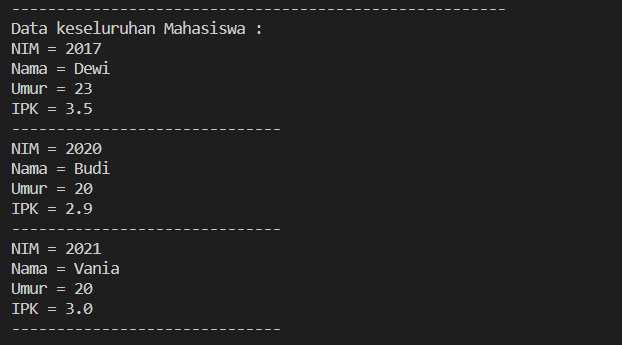 -------------------------------------------------------
Data keseluruhan Mahasiswa :
NIM = 2017
Nama = Dewi
Umur = 23
IPK = 3.5
------------------------------
NIM = 2020
Nama = Budi
Umur = 20
IPK = 2.9
------------------------------
NIM = 2021
Nama = Vania
Umur = 20
IPK = 3.0
------------------------------